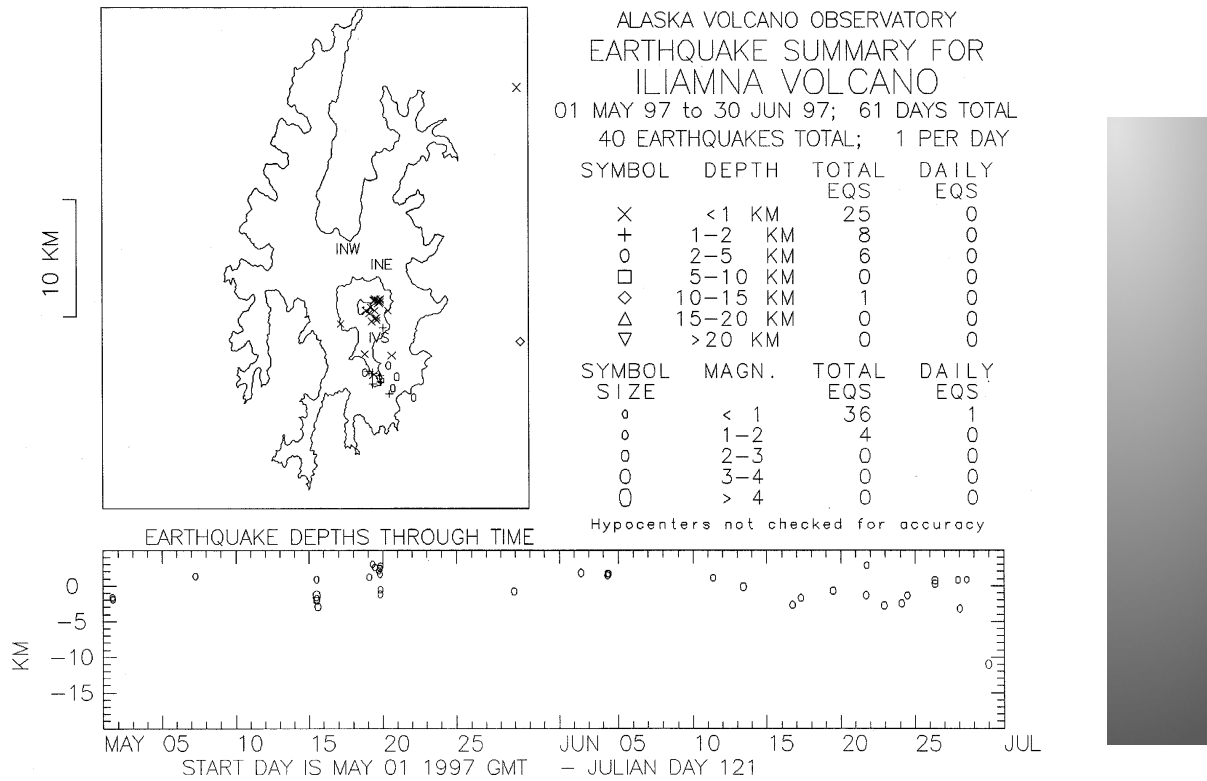 ALASKA VOLCANO OBSERVATORY
EARTHQUAKE SUMMARY FOR
ILIAMNA VOLCANO
01 MAY 97 to 30 JUN 97; 61 DAYS TOTAL
40 EARTHQUAKES TOTAL; 1 PER DAY
SYMBOL DEPTH TOTAL DAILY
EQS EQS
<1 KM 25 0
1-2 KM 8 0
2-5 KM 6 0
5-10 KM 0 0
10-15 KM 1 0
15-20 KM 0 0
>20 KM 0 0
SYMBOL MAGN. TOTAL DAILY
SIZE EQS EQS
< 1 36 1
1-2 4 0
2-3 0 0
3-4 0 0
> 4 0 0
Hypocenters not checked for accuracy
10 KM
INW
INE
IVS
EARTHQUAKE DEPTHS THROUGH TIME
KM
0
-5
-10
-15
MAY 05 10 15 20 25 JUN 05 10 15 20 25 JUL
START DAY IS MAY 01 1997 GMT - JULIAN DAY 121